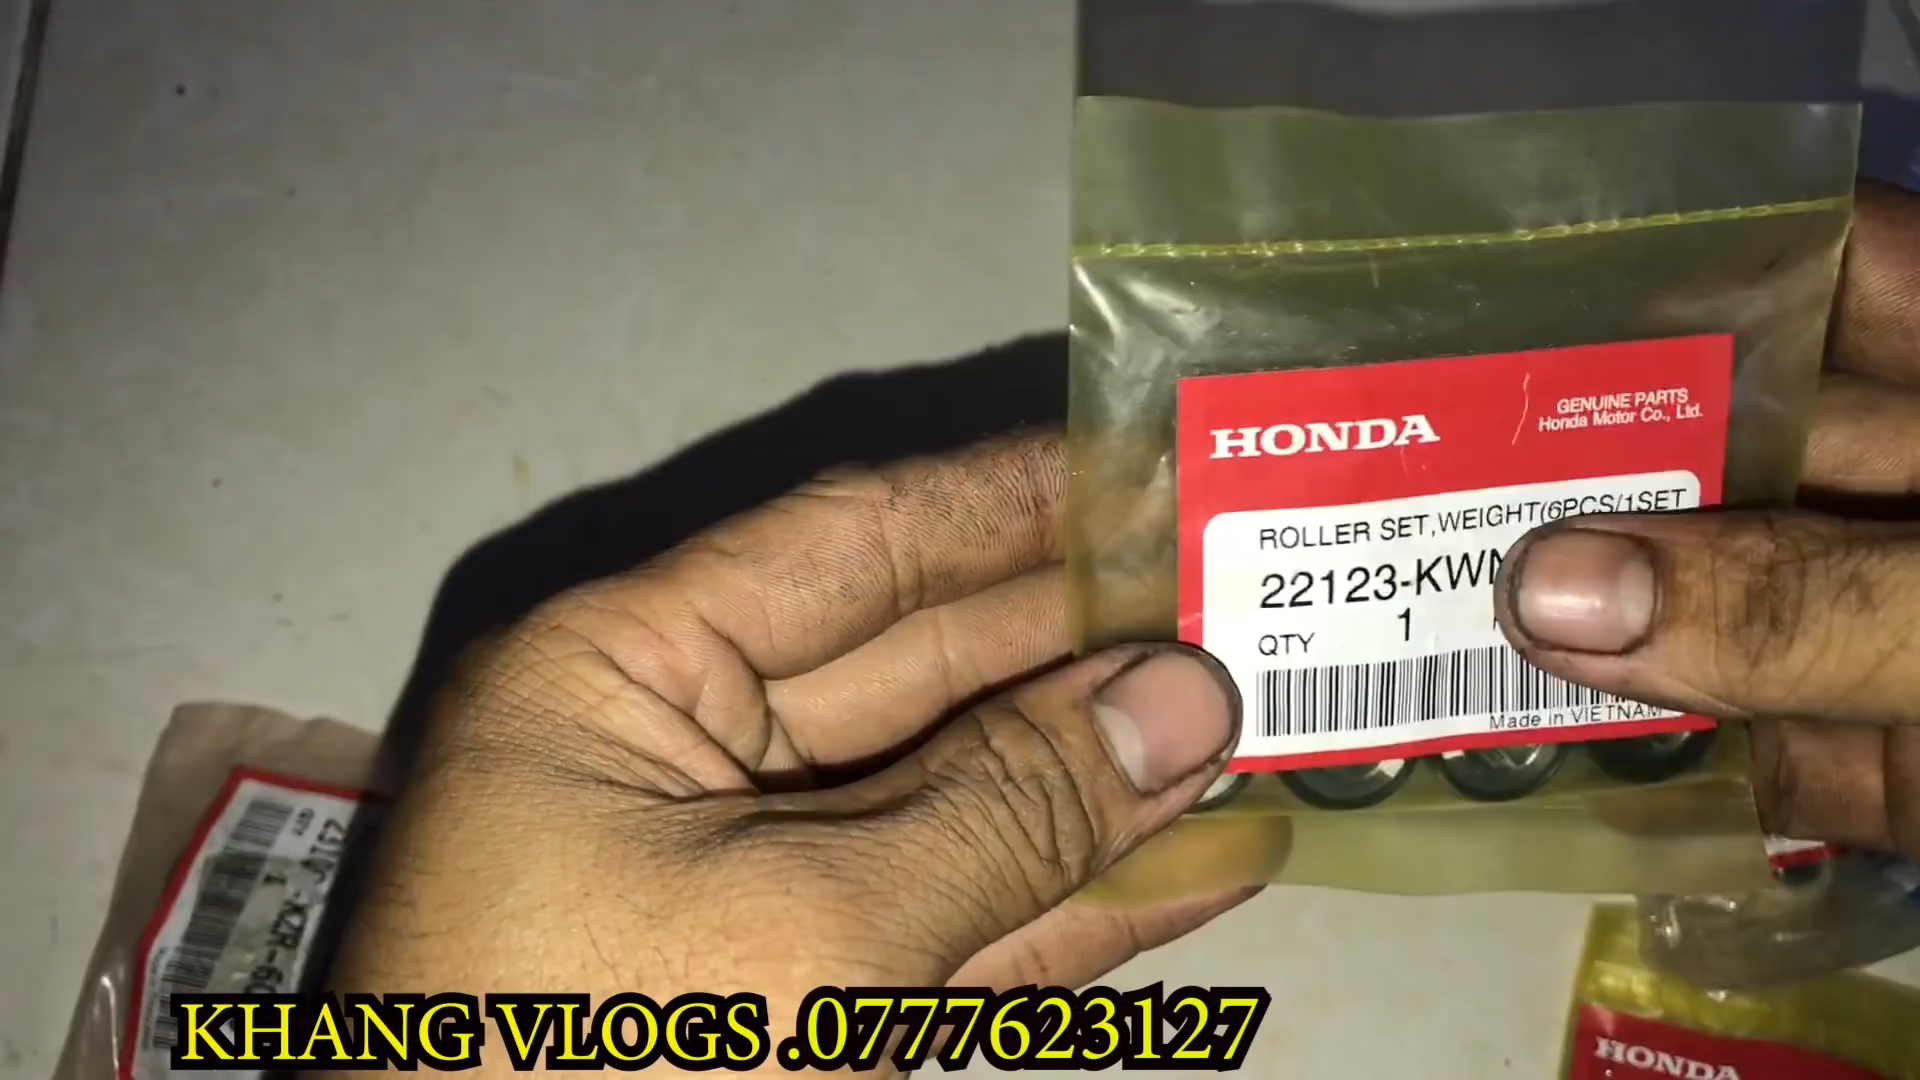 HONDA
GENUINE PARTS
Honda Motor Co., Ltd.
ROLLER SET,WEIGHT(6PCS/1SET
22123-KWN
QTY 1
Made in VIETNAM
HONDA
KHANG VLOGS .0777623127